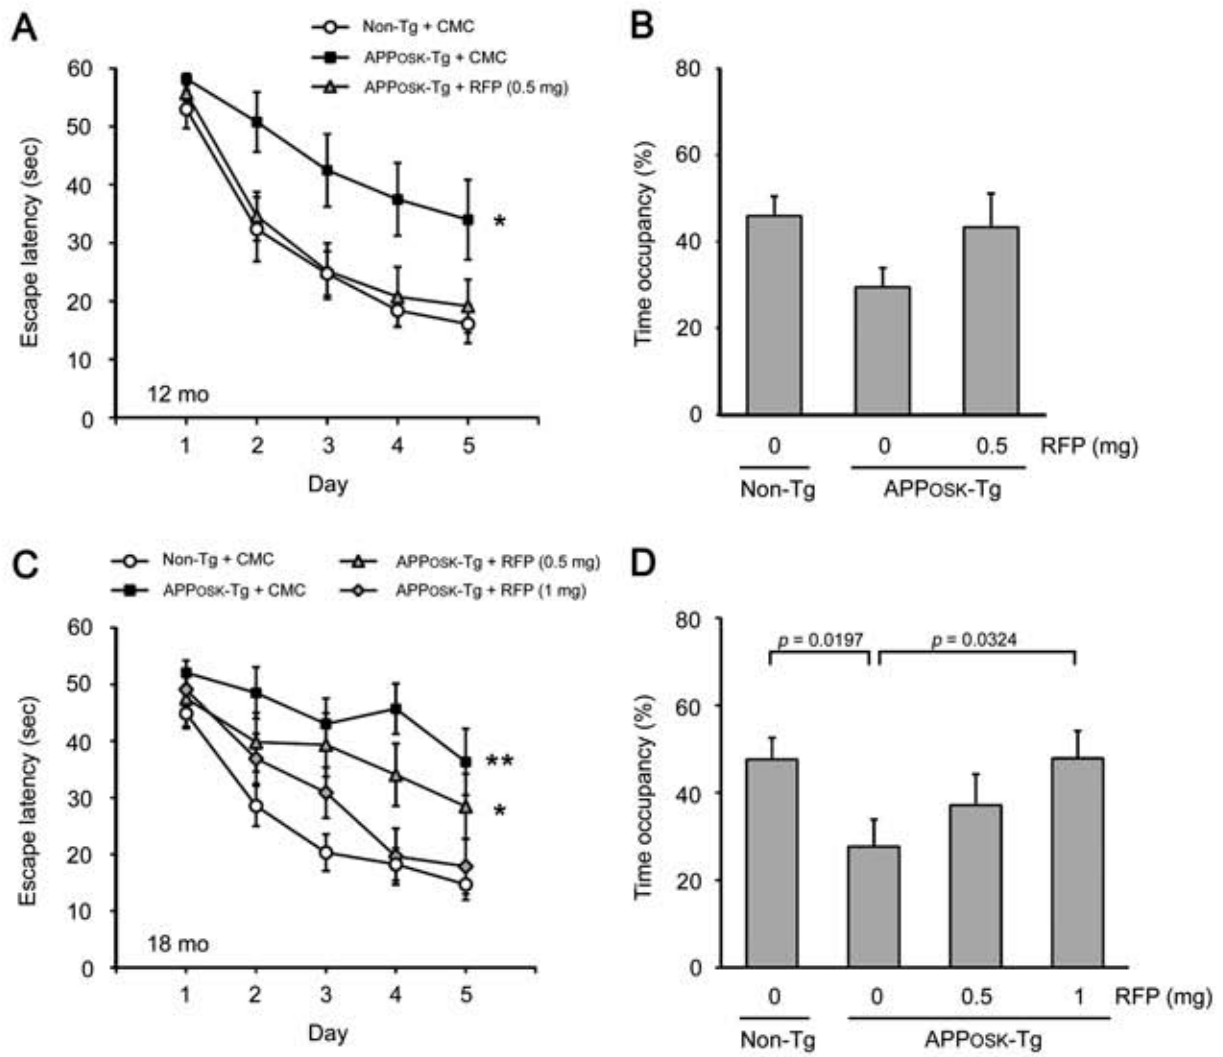 A
Non-Tg + CMC
APPOSK-Tg + CMC
APPOSK-Tg + RFP (0.5 mg)
Escape latency (sec)
60
50
40
30
20
10
0
*
12 mo
1 2 3 4 5
Day
B
Time occupancy (%)
80
60
40
20
0
0 0 0.5 RFP (mg)
Non-Tg APPOSK-Tg
C
Non-Tg + CMC APPOSK-Tg + RFP (0.5 mg)
APPOSK-Tg + CMC APPOSK-Tg + RFP (1 mg)
Escape latency (sec)
60
50
40
30
20
10
0
**
*
18 mo
1 2 3 4 5
Day
D
Time occupancy (%)
80
60
40
20
0
p = 0.0197 p = 0.0324
0 0 0.5 1 RFP (mg)
Non-Tg APPOSK-Tg